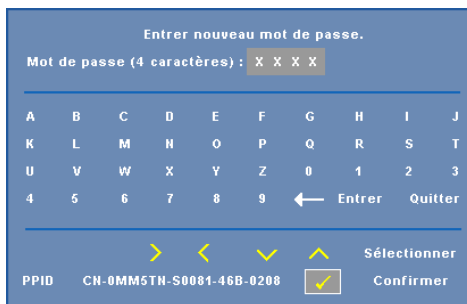 Entrer nouveau mot de passe.
Mot de passe (4 caractères) : X X X X
A B C D E F G H I J
K L M N O P Q R S T
U V W X Y Z 0 1 2 3
4 5 6 7 8 9 Entrer Quitter
Sélectionner
PPID CN-0MM5TN-S0081-46B-0208 Confirmer